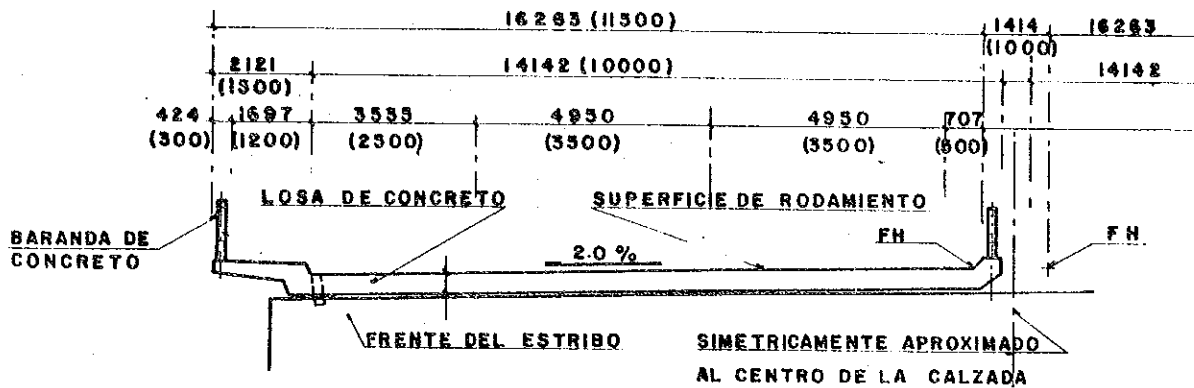 16263 (11500)
1414
16263
(1000)
2121
14142 (10000)
14142
(1500)
424
1697
3535
4950
4950
707
(300)
(1200)
(2500)
(3500)
(3500)
(500)
LOSA DE CONCRETO
SUPERFICIE DE RODAMIENTO
BARANDA DE
CONCRETO
2.0 %
FH
FH
FRENTE DEL ESTRIBO
SIMETRICAMENTE APROXIMADO
AL CENTRO DE LA CALZADA